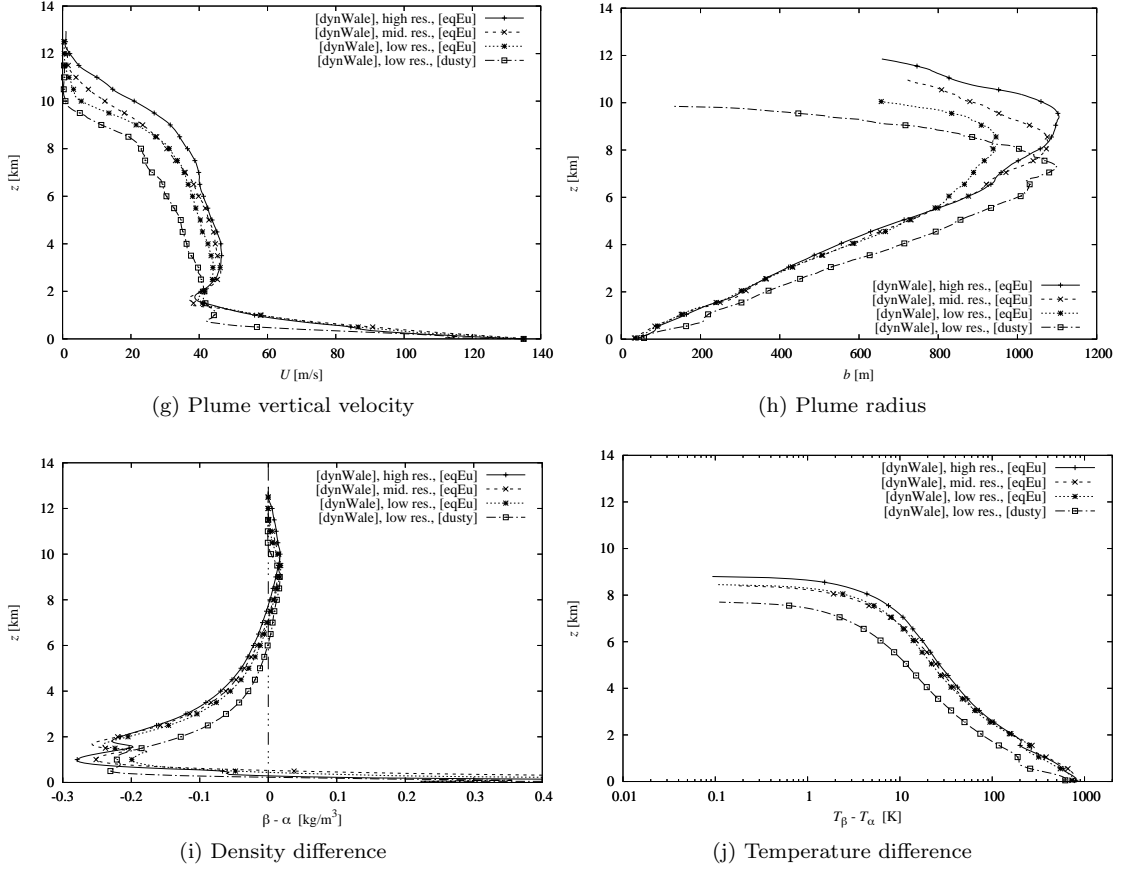 14
12
10
8
6
4
2
0
z [km]
[dynWale], high res., [eqEu]
[dynWale], mid. res., [eqEu]
[dynWale], low res., [eqEu]
[dynWale], low res., [dusty]
0 20 40 60 80 100 120 140
U [m/s]
(g) Plume vertical velocity
14
12
10
8
6
4
2
0
z [km]
[dynWale], high res., [eqEu]
[dynWale], mid. res., [eqEu]
[dynWale], low res., [eqEu]
[dynWale], low res., [dusty]
0 200 400 600 800 1000 1200
b [m]
(h) Plume radius
14
12
10
8
6
4
2
0
z [km]
[dynWale], high res., [eqEu]
[dynWale], mid. res., [eqEu]
[dynWale], low res., [eqEu]
[dynWale], low res., [dusty]
-0.3 -0.2 -0.1 0 0.1 0.2 0.3 0.4
β - α [kg/m³]
(i) Density difference
14
12
10
8
6
4
2
0
z [km]
[dynWale], high res., [eqEu]
[dynWale], mid. res., [eqEu]
[dynWale], low res., [eqEu]
[dynWale], low res., [dusty]
0.01 0.1 1 10 100 1000
Tβ - Tα [K]
(j) Temperature difference